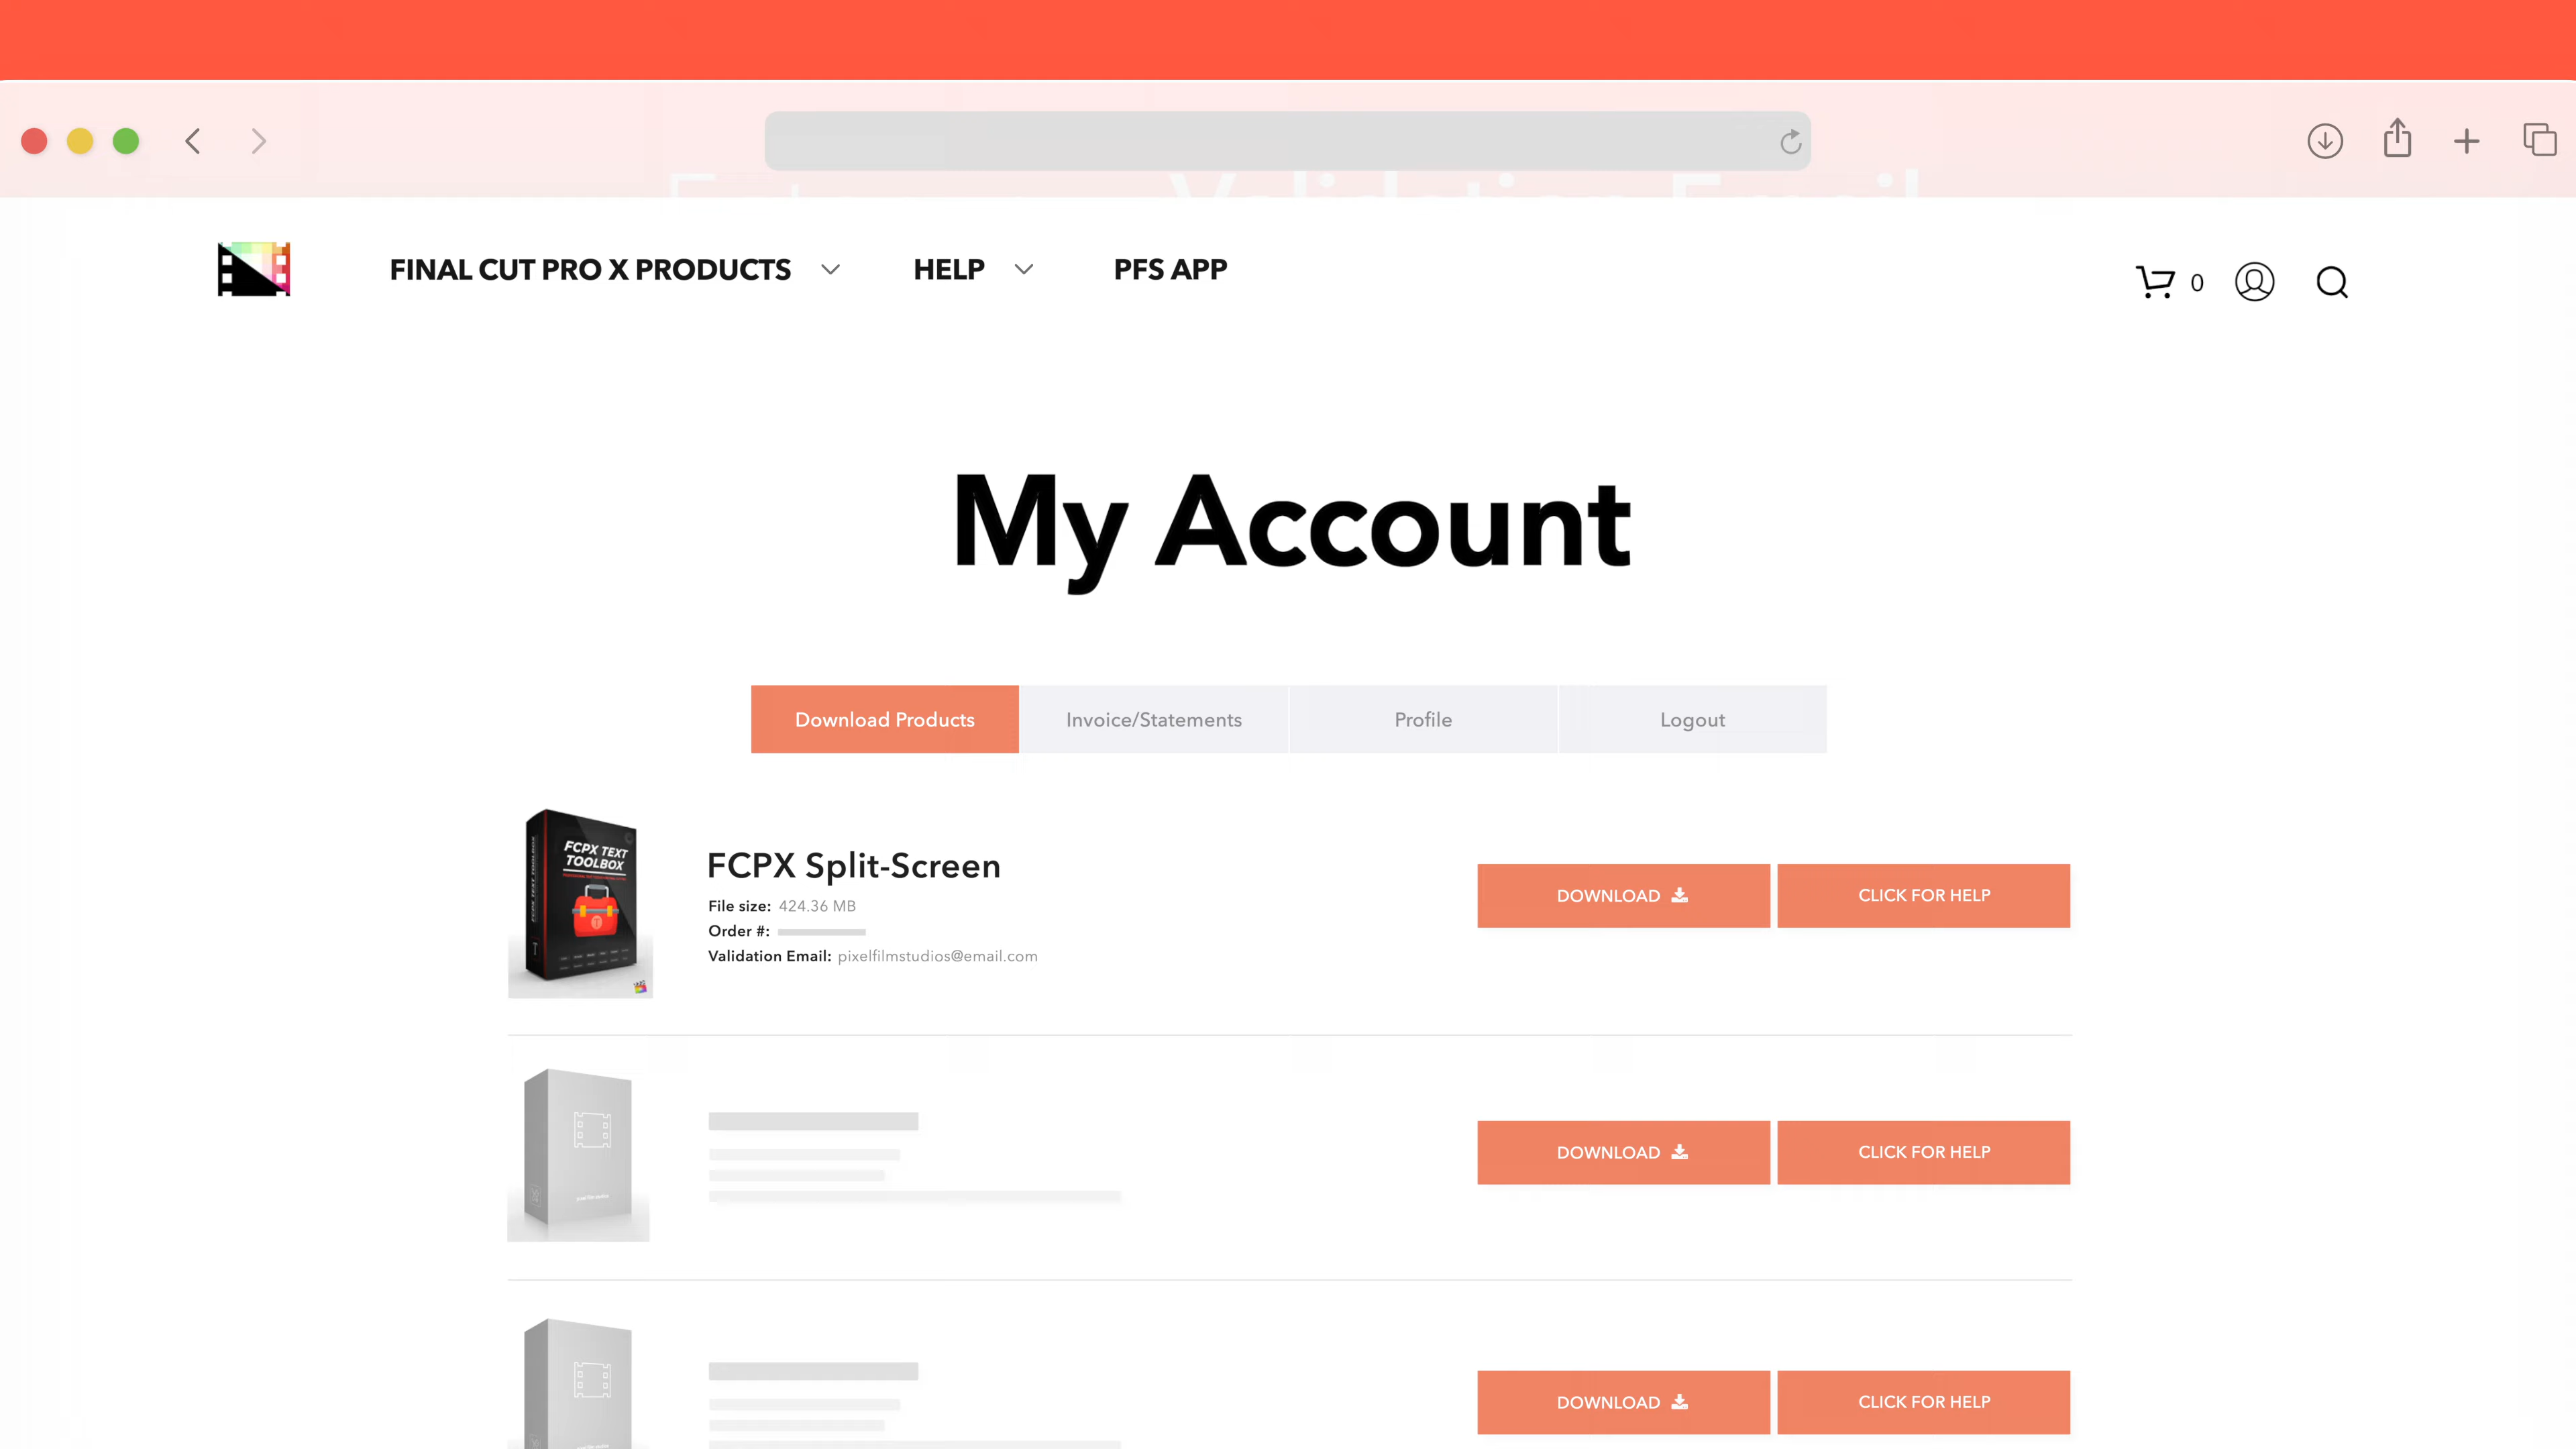 FINAL CUT PRO X PRODUCTS
HELP
PFS APP
0
My Account
Download Products
Invoice/Statements
Profile
Logout
FCPX TEXT
TOOLBOX
FCPX Split-Screen
File size: 424.36 MB
Order #:
Validation Email: pixelfilmstudios@email.com
DOWNLOAD
CLICK FOR HELP
DOWNLOAD
CLICK FOR HELP
DOWNLOAD
CLICK FOR HELP